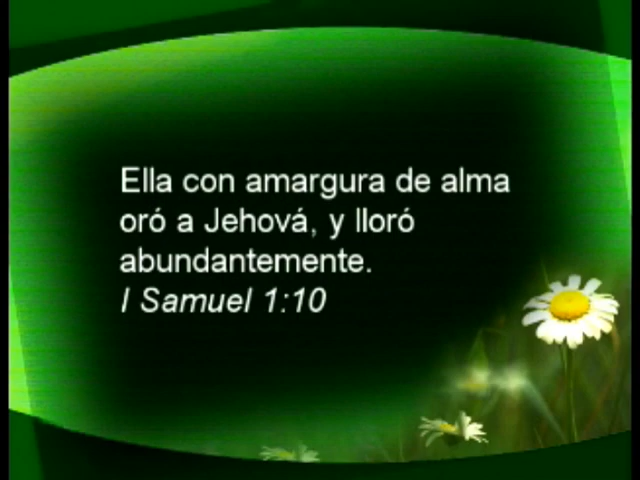 Ella con amargura de alma
oró a Jehová, y lloró
abundantemente.
I Samuel 1:10